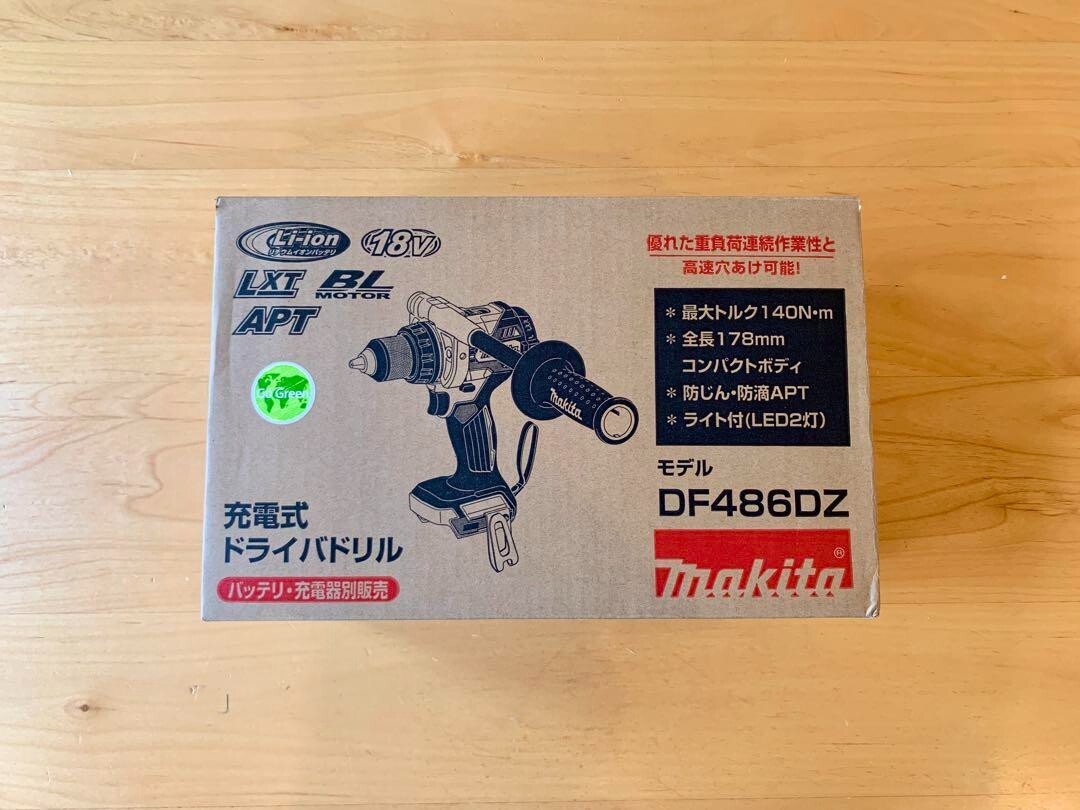 Li-ion
リチウムイオンバッテリ
18V
LXT
BL
MOTOR
APT
Go Green
優れた重負荷連続作業性と
高速穴あけ可能!
* 最大トルク140N・m
* 全長178mm
コンパクトボディ
* 防じん・防滴APT
* ライト付(LED2灯)
makita
モデル
DF486DZ
makita®
充電式
ドライバドリル
バッテリ・充電器別販売